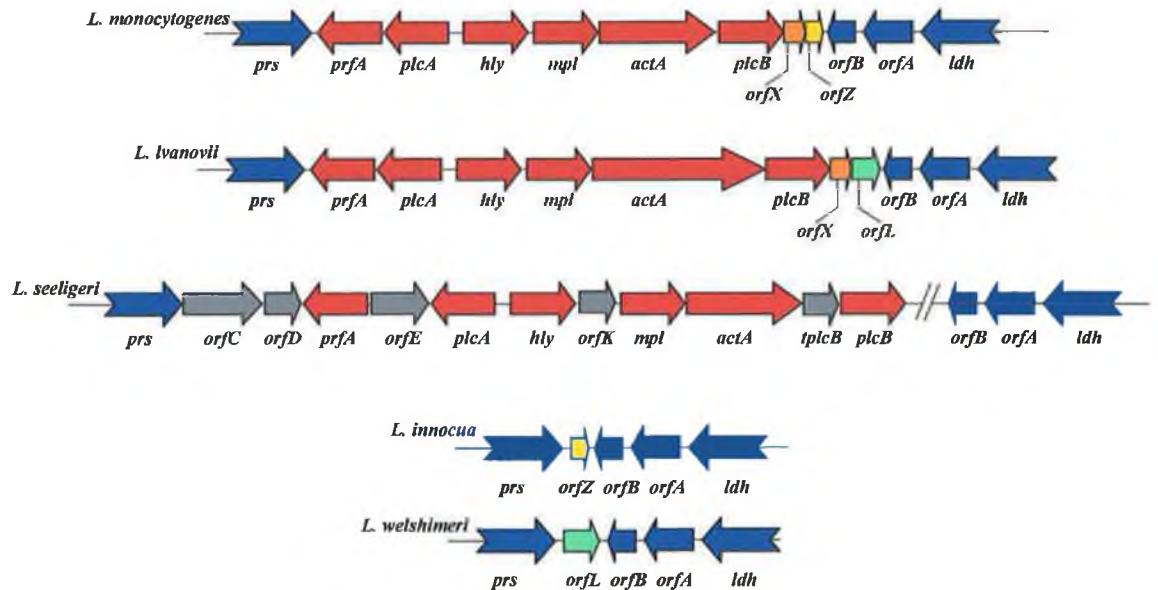 L. monocytogenes
prs prfA plcA hly mpl actA plcB orfB orfA ldh
orfX orfZ
L. Ivanovii
prs prfA plcA hly mpl actA plcB orfB orfA ldh
orfX orfL
L. seeligeri
prs orfC orfD prfA orfE plcA hly orfK mpl actA tplcB plcB orfB orfA ldh
L. innocua
prs orfZ orfB orfA ldh
L. welshimeri
prs orfL orfB orfA ldh